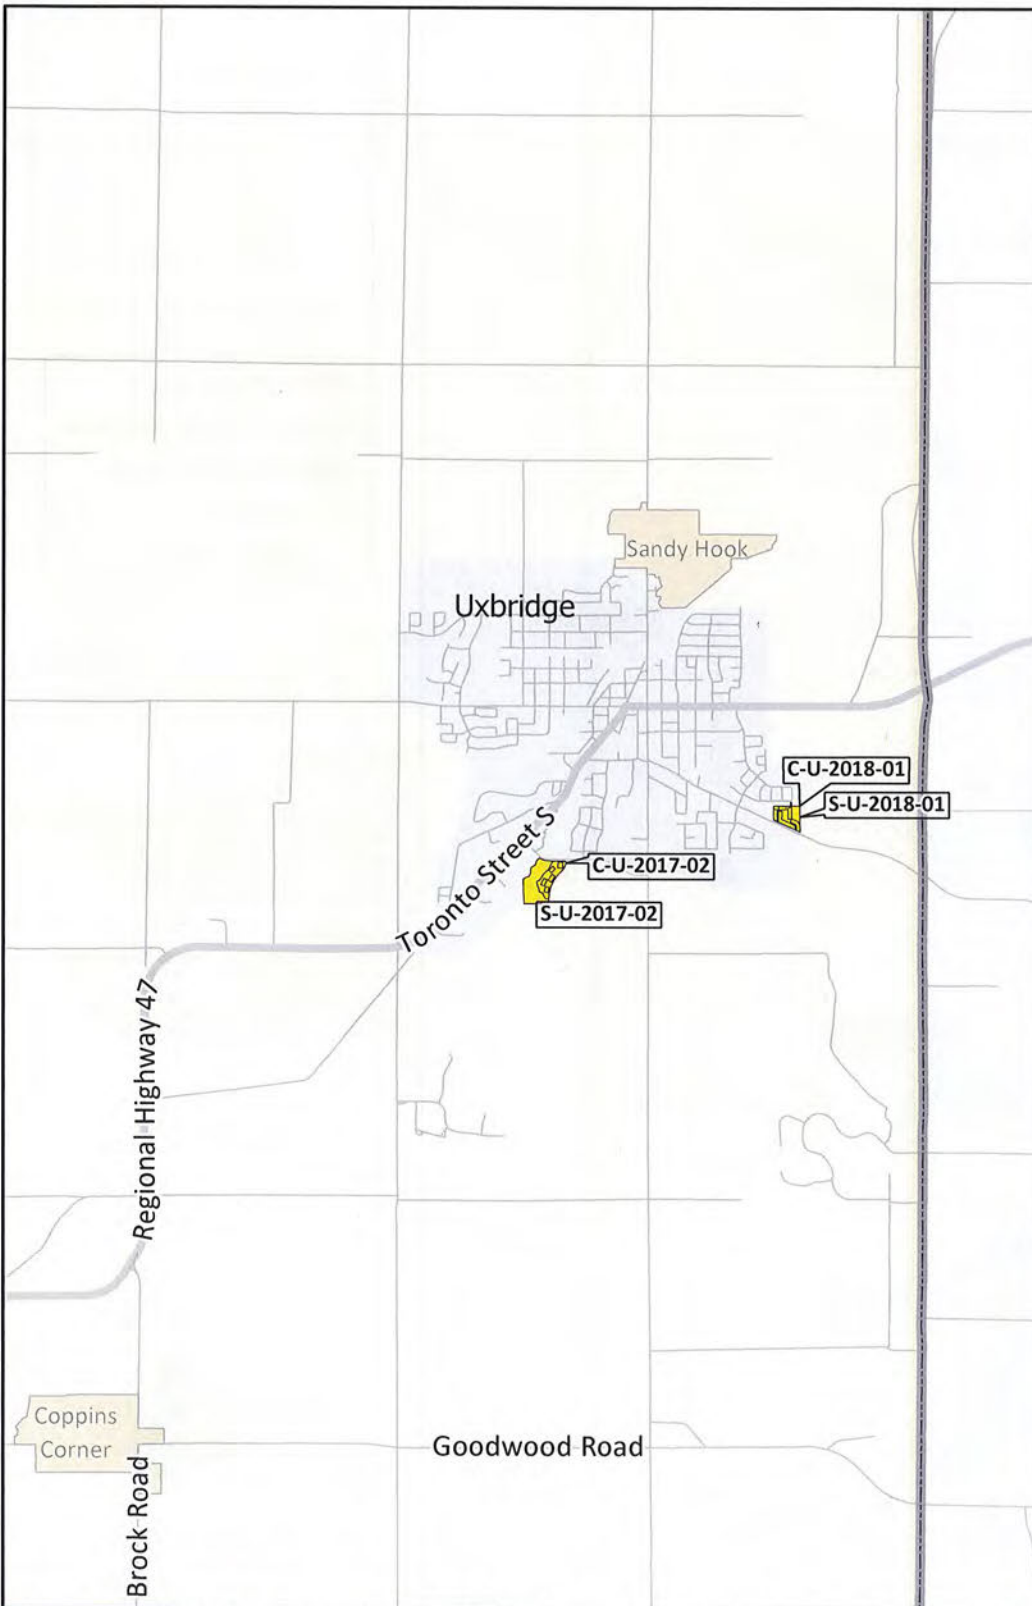 Sandy Hook
Uxbridge
C-U-2018-01
S-U-2018-01
Toronto Street S
C-U-2017-02
S-U-2017-02
Regional Highway 47
Coppins
Corner
Goodwood Road
Brock Road